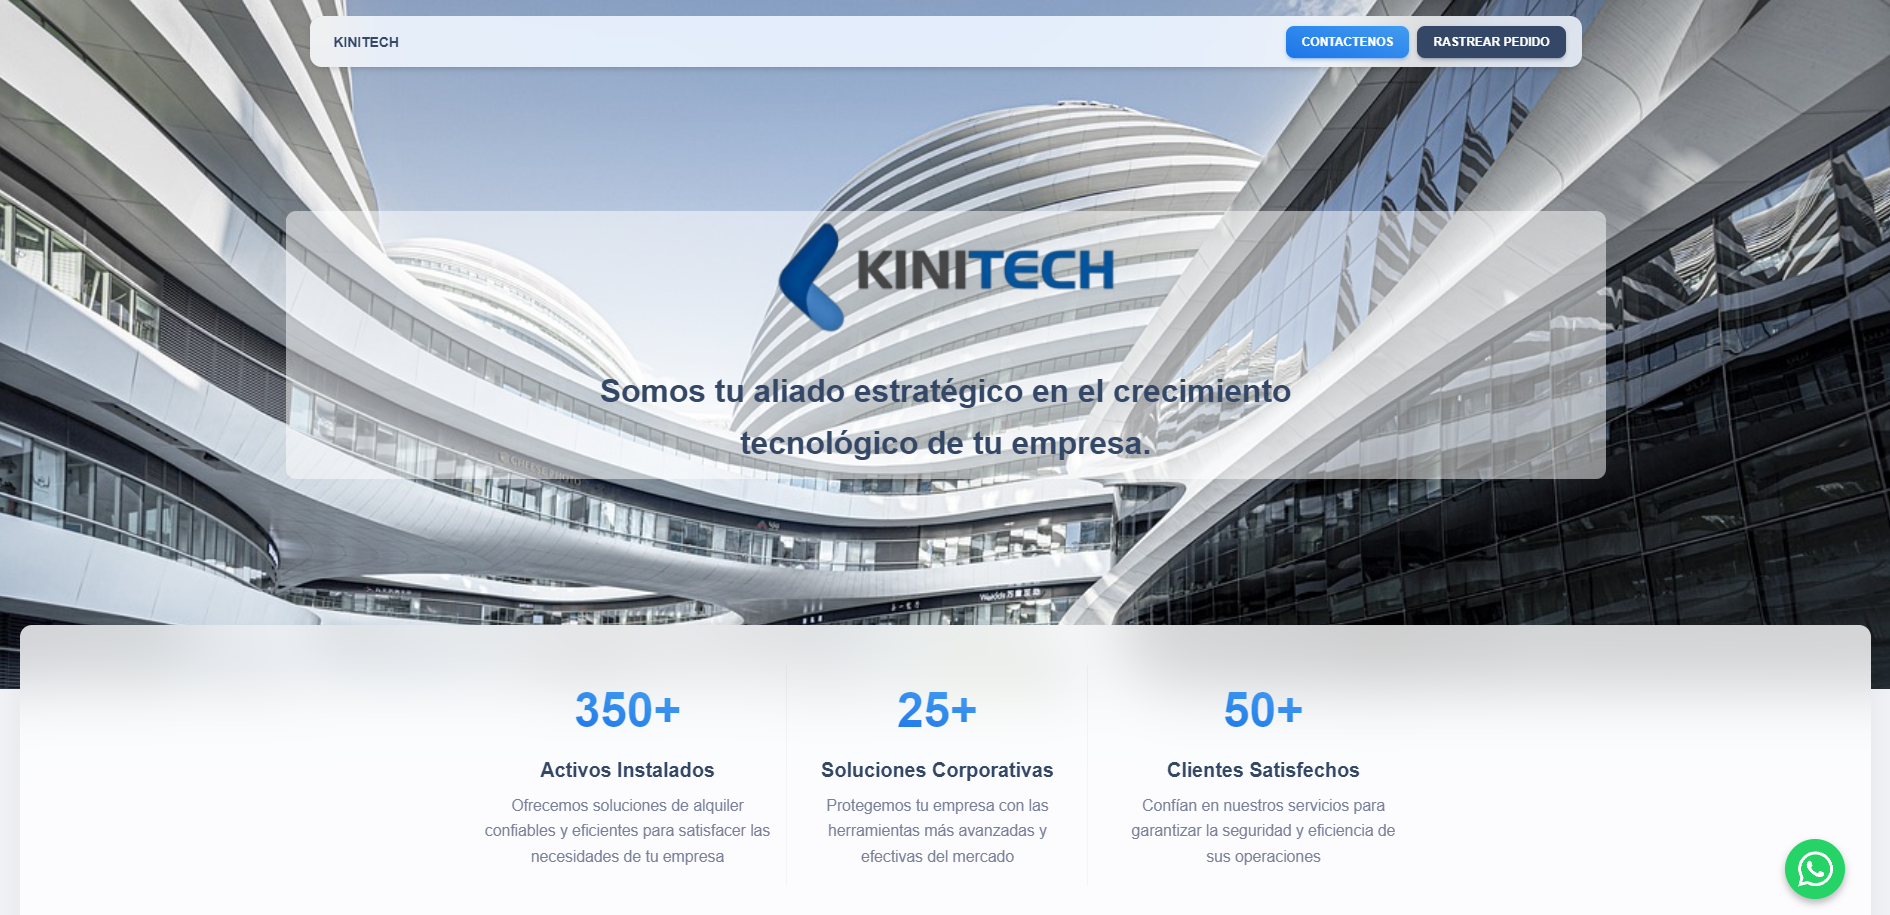 KINITECH
CONTACTENOS
RASTREAR PEDIDO
KINITECH
Somos tu aliado estratégico en el crecimiento
tecnológico de tu empresa.
CHEESE PHOTO
350+
Activos Instalados
Ofrecemos soluciones de alquiler
confiables y eficientes para satisfacer las
necesidades de tu empresa
25+
Soluciones Corporativas
Protegemos tu empresa con las
herramientas más avanzadas y
efectivas del mercado
50+
Clientes Satisfechos
Confían en nuestros servicios para
garantizar la seguridad y eficiencia de
sus operaciones